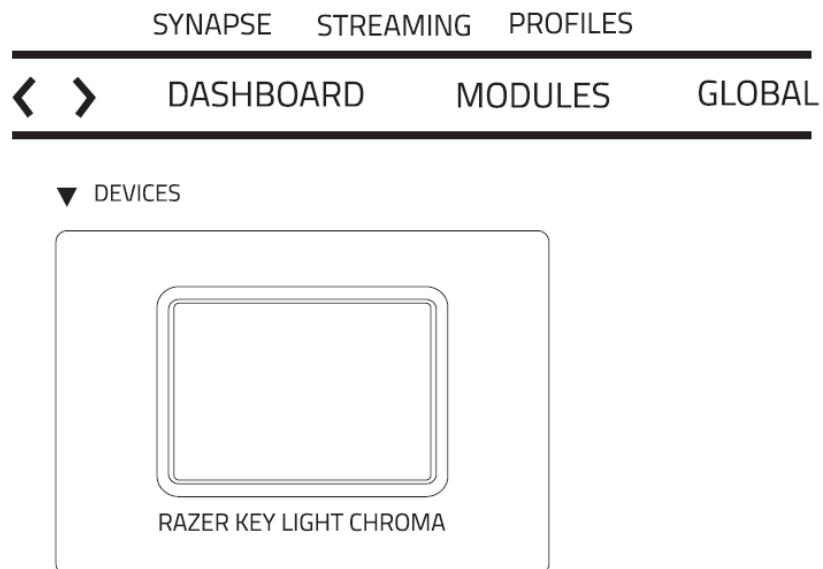 SYNAPSE STREAMING PROFILES
DASHBOARD MODULES GLOBAL
DEVICES
RAZER KEY LIGHT CHROMA